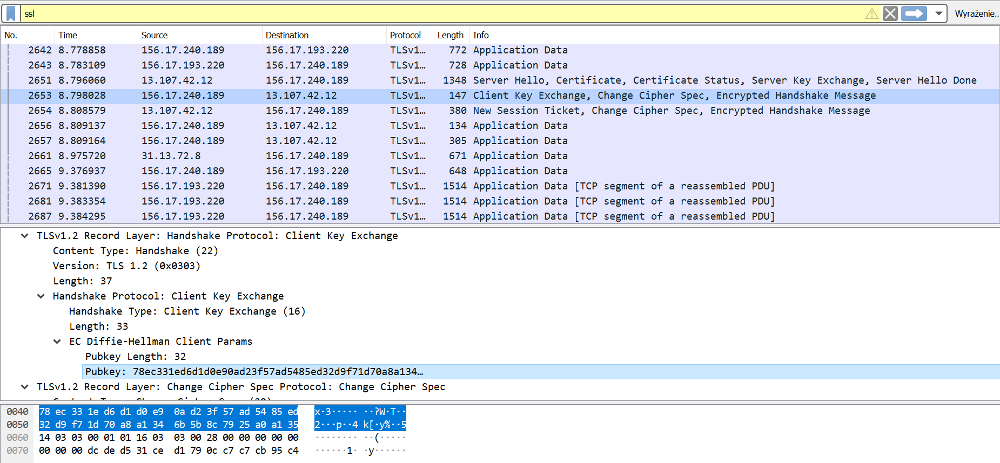 ssl Wyrażenie..
No. Time Source Destination Protocol Length Info
2642 8.778858 156.17.240.189 156.17.193.220 TLSv1… 772 Application Data
2643 8.783109 156.17.193.220 156.17.240.189 TLSv1… 728 Application Data
2651 8.796060 13.107.42.12 156.17.240.189 TLSv1… 1348 Server Hello, Certificate, Certificate Status, Server Key Exchange, Server Hello Done
2653 8.798028 156.17.240.189 13.107.42.12 TLSv1… 147 Client Key Exchange, Change Cipher Spec, Encrypted Handshake Message
2654 8.808579 13.107.42.12 156.17.240.189 TLSv1… 380 New Session Ticket, Change Cipher Spec, Encrypted Handshake Message
2656 8.809137 156.17.240.189 13.107.42.12 TLSv1… 134 Application Data
2657 8.809164 156.17.240.189 13.107.42.12 TLSv1… 305 Application Data
2661 8.975720 31.13.72.8 156.17.240.189 TLSv1… 671 Application Data
2665 9.376937 156.17.240.189 156.17.193.220 TLSv1… 648 Application Data
2671 9.381390 156.17.193.220 156.17.240.189 TLSv1… 1514 Application Data [TCP segment of a reassembled PDU]
2681 9.383354 156.17.193.220 156.17.240.189 TLSv1… 1514 Application Data [TCP segment of a reassembled PDU]
2687 9.384295 156.17.193.220 156.17.240.189 TLSv1… 1514 Application Data [TCP segment of a reassembled PDU]
TLSv1.2 Record Layer: Handshake Protocol: Client Key Exchange
Content Type: Handshake (22)
Version: TLS 1.2 (0x0303)
Length: 37
Handshake Protocol: Client Key Exchange
Handshake Type: Client Key Exchange (16)
Length: 33
EC Diffie-Hellman Client Params
Pubkey Length: 32
Pubkey: 78ec331ed6d1d0e90ad23f57ad5485ed32d9f71d70a8a134…
TLSv1.2 Record Layer: Change Cipher Spec Protocol: Change Cipher Spec
0040 78 ec 33 1e d6 d1 d0 e9 0a d2 3f 57 ad 54 85 ed x·3····· ··?W·T··
0050 32 d9 f7 1d 70 a8 a1 34 6b 5b 8c 79 25 a0 a1 35 2···p··4 k[·y%··5
0060 14 03 03 00 01 01 16 03 03 00 28 00 00 00 00 00 ········ ··(·····
0070 00 00 00 dc de d5 31 ce d1 79 0c c7 c7 cb 95 c4 ······1· ·y······